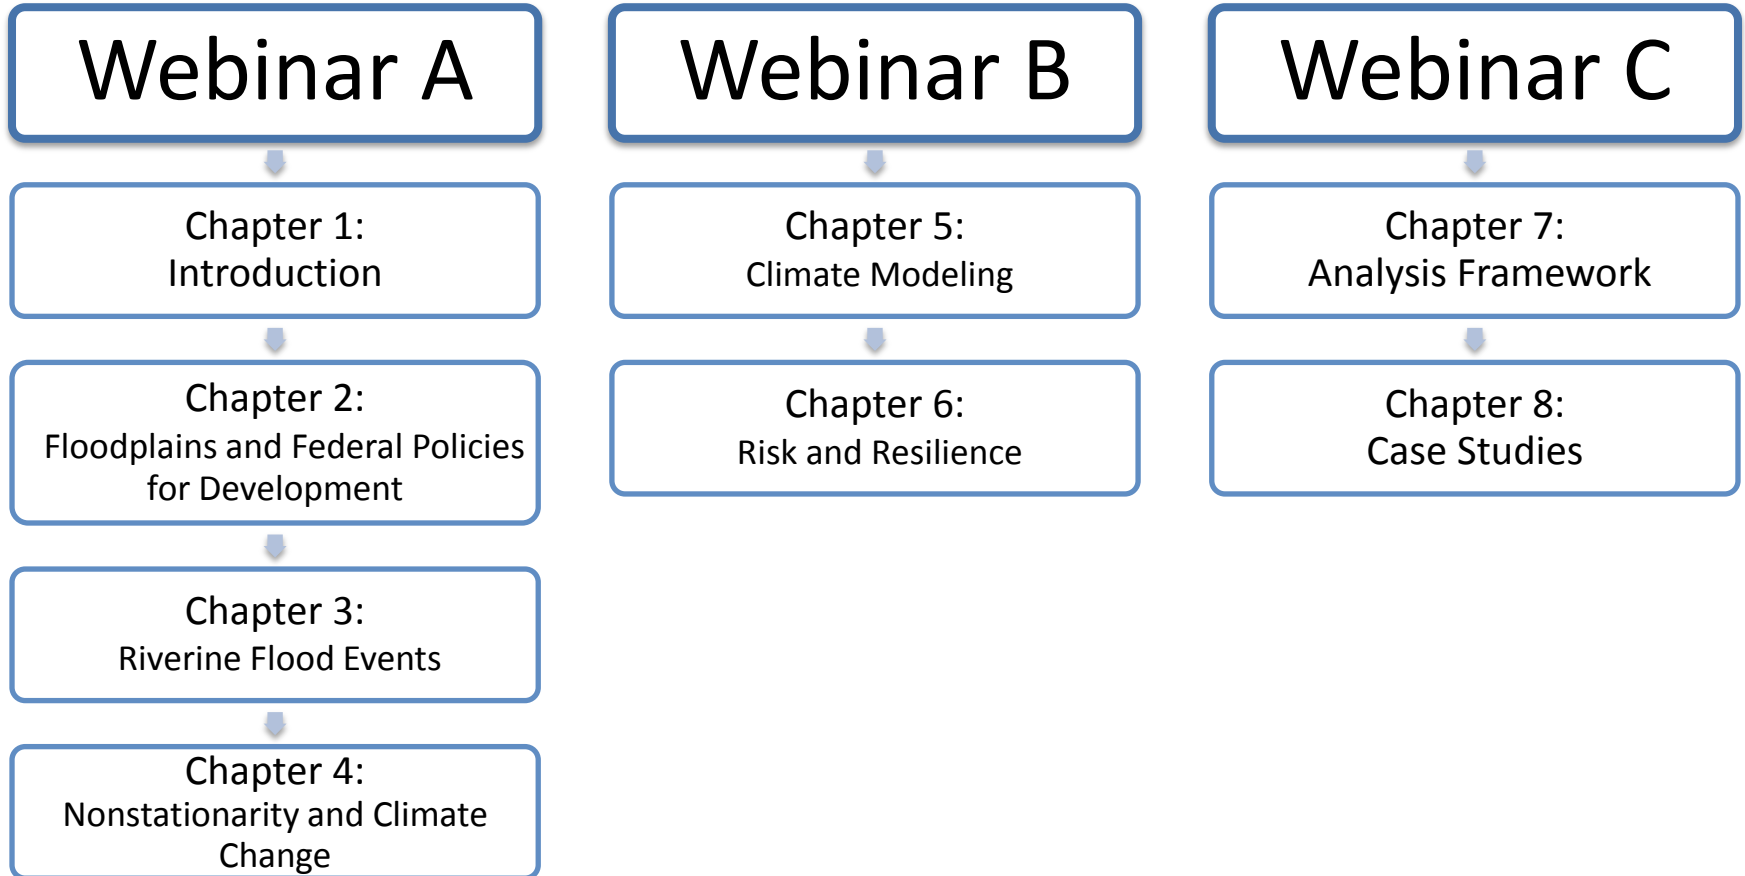 Webinar A
Chapter 1:
Introduction
Chapter 2:
Floodplains and Federal Policies
for Development
Chapter 3:
Riverine Flood Events
Chapter 4:
Nonstationarity and Climate
Change
Webinar B
Chapter 5:
Climate Modeling
Chapter 6:
Risk and Resilience
Webinar C
Chapter 7:
Analysis Framework
Chapter 8:
Case Studies